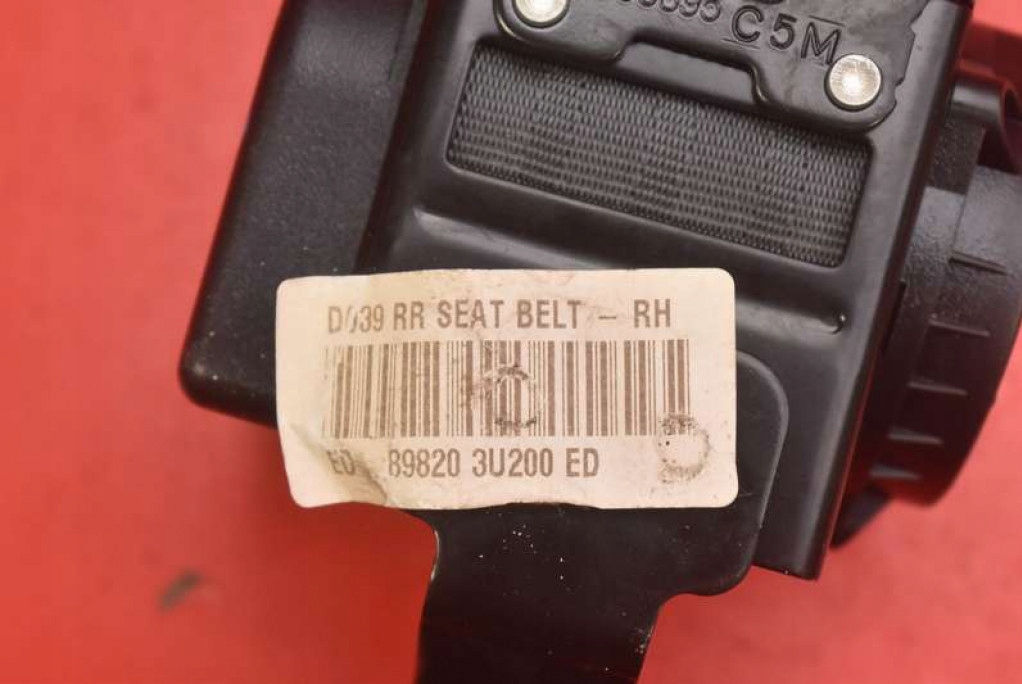 C5M
D039 RR SEAT BELT - RH
ED 89820 3U200 ED